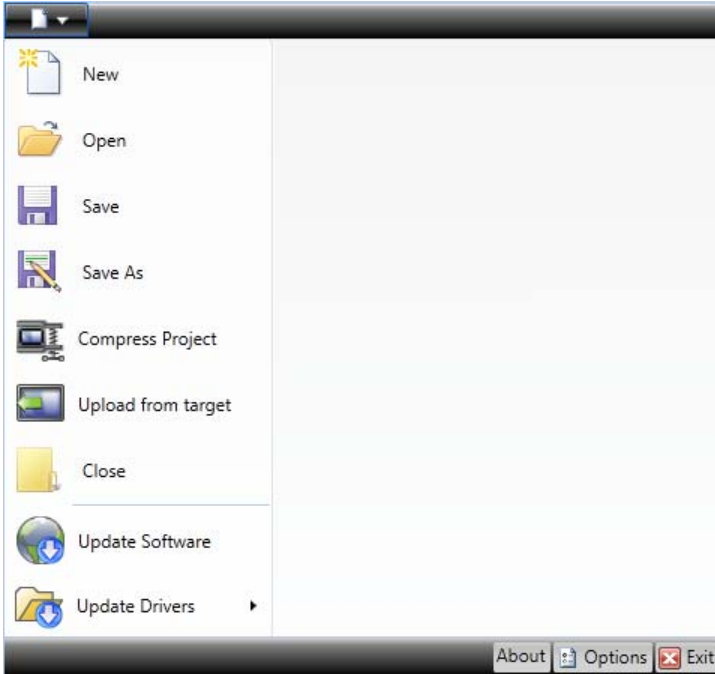 New
Open
Save
Save As
Compress Project
Upload from target
Close
Update Software
Update Drivers
About Options Exit